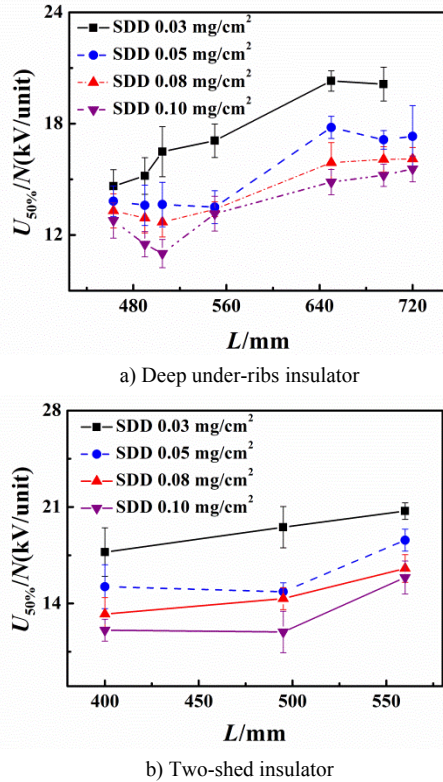 24
18
12
U50%/N(kV/unit)
SDD 0.03 mg/cm²
SDD 0.05 mg/cm²
SDD 0.08 mg/cm²
SDD 0.10 mg/cm²
480 560 640 720
L/mm
a) Deep under-ribs insulator
28
21
14
U50%/N(kV/unit)
SDD 0.03 mg/cm²
SDD 0.05 mg/cm²
SDD 0.08 mg/cm²
SDD 0.10 mg/cm²
400 450 500 550
L/mm
b) Two-shed insulator